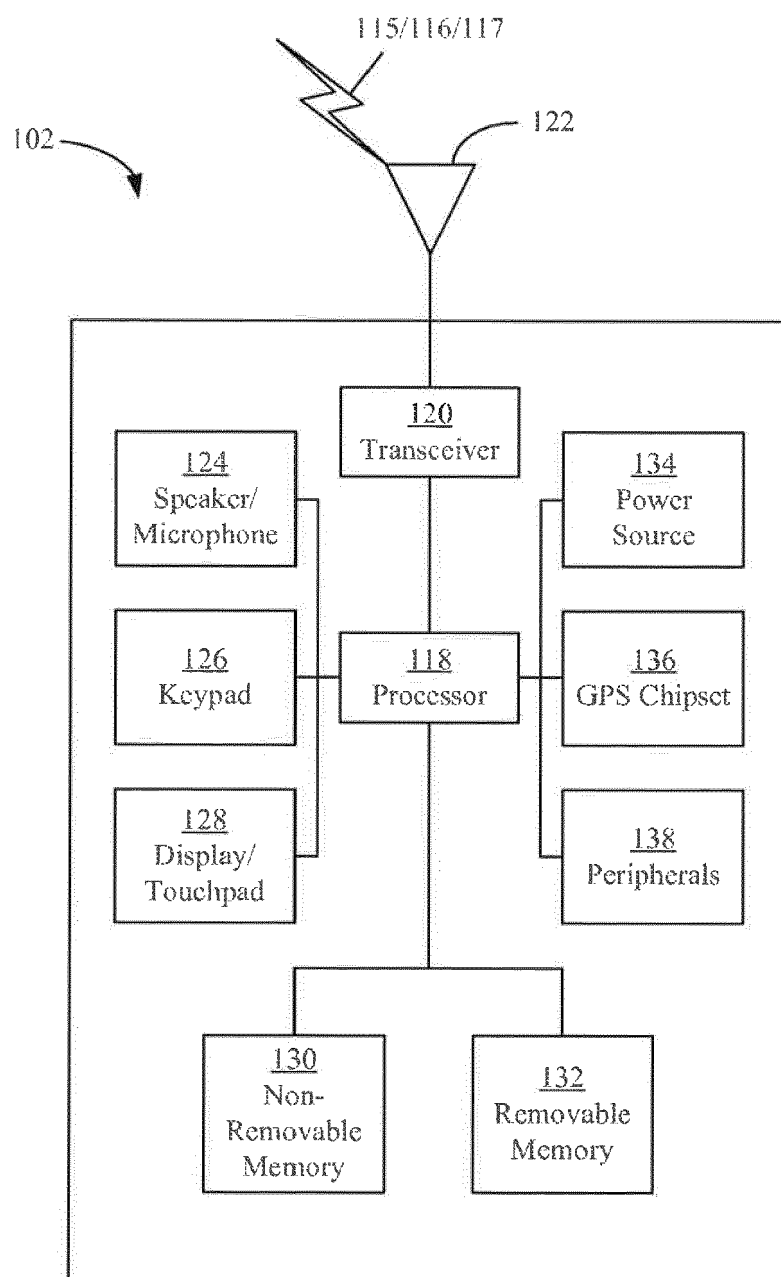 115/116/117
122
102
120
Transceiver
124
Speaker/
Microphone
134
Power
Source
126
Keypad
118
Processor
136
GPS Chipset
128
Display/
Touchpad
138
Peripherals
130
Non-
Removable
Memory
132
Removable
Memory